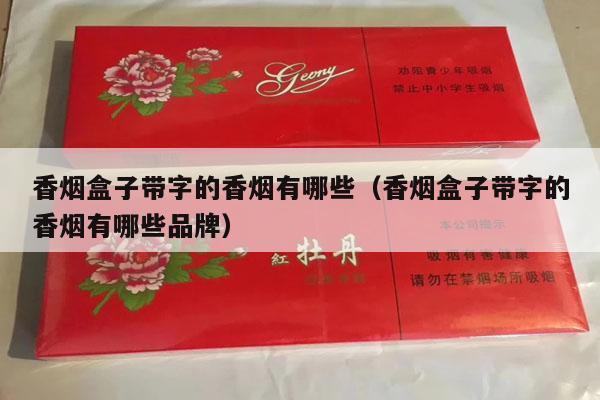 Geony
劝阻青少年吸烟
禁止中小学生吸烟
香烟盒子带字的香烟有哪些（香烟盒子带字的
香烟有哪些品牌）
本公司提示
紅 牡丹
吸烟有害健康
请勿在禁烟场所吸烟